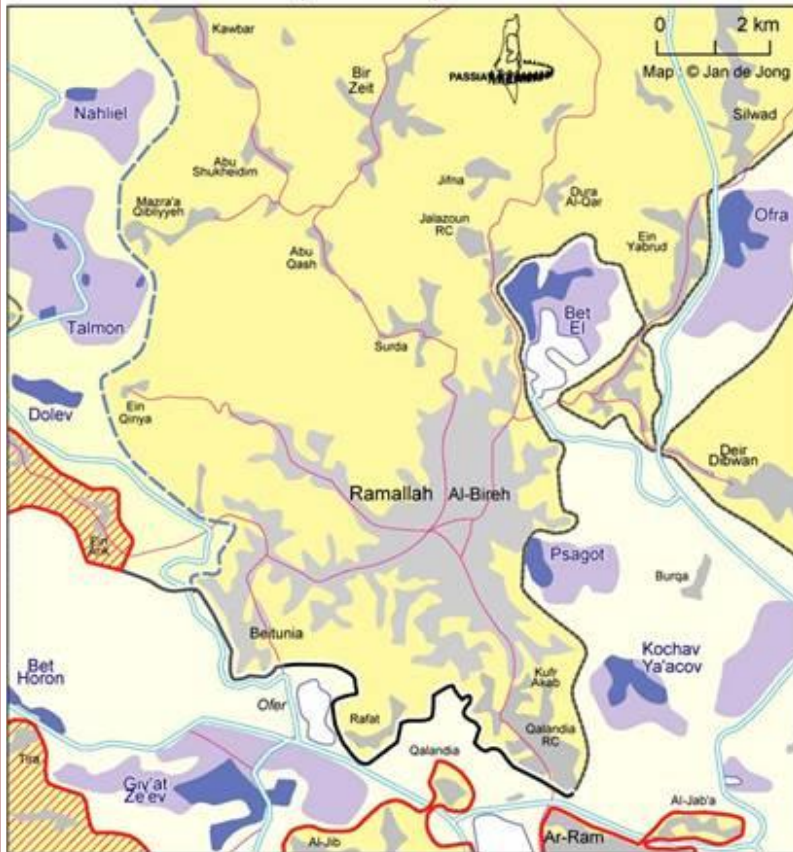 Kawbar
Bir
Zeit
PASSIA
0 2 km
Map : © Jan de Jong
Nahliel
Silwad
Abu
Shukheidim
Jifna
Dura
Al-Qar
Mazra'a
Qibliyyeh
Jalazoun
RC
Ein
Yabrud
Ofra
Abu
Qash
Talmon
Bet
El
Surda
Dolev
Ein
Qinya
Deir
Dibwan
Ramallah Al-Bireh
Ein
Arik
Psagot
Burqa
Beitunia
Kochav
Ya'acov
Bet
Horon
Kufr
Akab
Ofer
Rafat
Qalandia
RC
Qalandia
Tira
Giv'at
Ze'ev
Al-Jab'a
Al-Jib
Ar-Ram